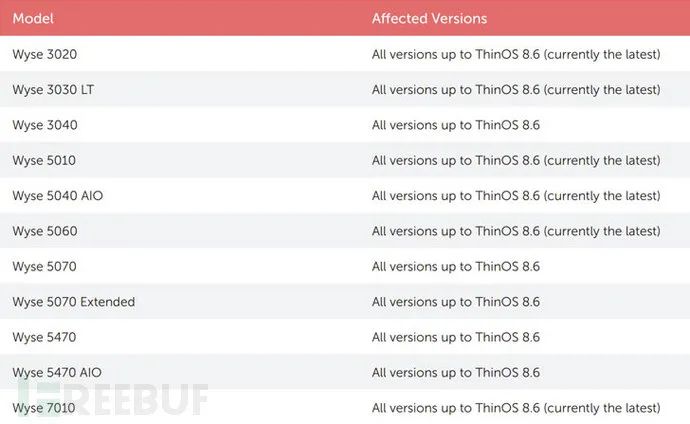 Model Affected Versions
Wyse 3020 All versions up to ThinOS 8.6 (currently the latest)
Wyse 3030 LT All versions up to ThinOS 8.6 (currently the latest)
Wyse 3040 All versions up to ThinOS 8.6
Wyse 5010 All versions up to ThinOS 8.6 (currently the latest)
Wyse 5040 AIO All versions up to ThinOS 8.6 (currently the latest)
Wyse 5060 All versions up to ThinOS 8.6 (currently the latest)
Wyse 5070 All versions up to ThinOS 8.6
Wyse 5070 Extended All versions up to ThinOS 8.6
Wyse 5470 All versions up to ThinOS 8.6
Wyse 5470 AIO All versions up to ThinOS 8.6
Wyse 7010 All versions up to ThinOS 8.6 (currently the latest)
FREEBUF